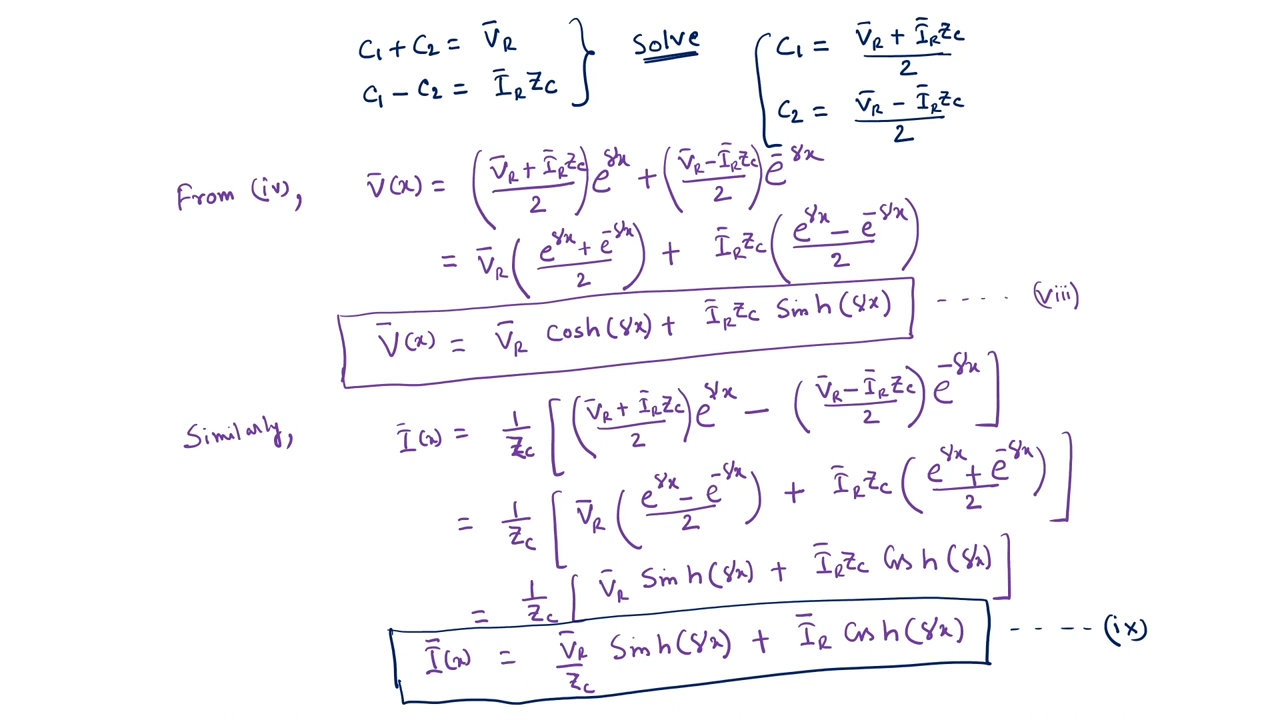 C₁ + C₂ = V̄_R } Solve { C₁ = (V̄_R + Ī_R Z_C)/2
C₁ − C₂ = Ī_R Z_C } C₂ = (V̄_R − Ī_R Z_C)/2
From (iv), V̄(x) = ((V̄_R + Ī_R Z_C)/2) e^{γx} + ((V̄_R − Ī_R Z_C)/2) e^{−γx}
= V̄_R ((e^{γx} + e^{−γx})/2) + Ī_R Z_C ((e^{γx} − e^{−γx})/2)
V̄(x) = V̄_R Cosh(γx) + Ī_R Z_C Sinh(γx) ---- (viii)
Similarly, Ī(x) = 1/Z_C [((V̄_R + Ī_R Z_C)/2) e^{γx} − ((V̄_R − Ī_R Z_C)/2) e^{−γx}]
= 1/Z_C [V̄_R ((e^{γx} − e^{−γx})/2) + Ī_R Z_C ((e^{γx} + e^{−γx})/2)]
= 1/Z_C [V̄_R Sinh(γx) + Ī_R Z_C Cosh(γx)]
Ī(x) = V̄_R/Z_C Sinh(γx) + Ī_R Cosh(γx) ----- (ix)